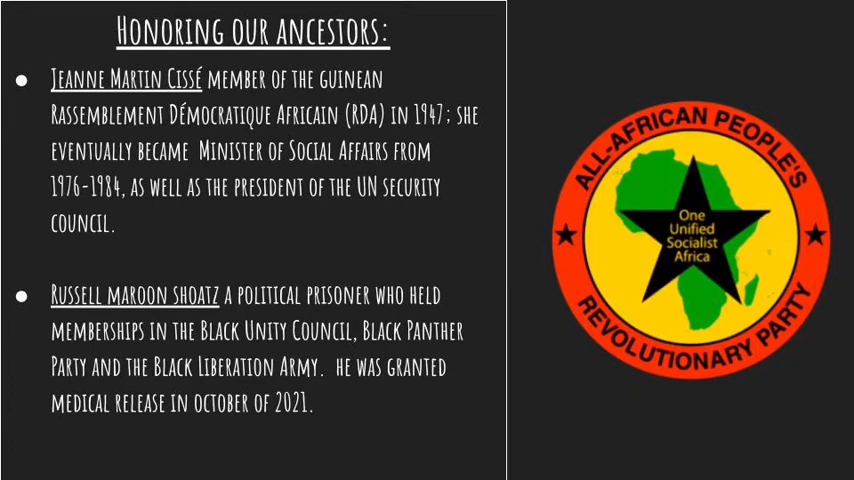 Honoring our ancestors:
Jeanne Martin Cissé member of the guinean
Rassemblement Démocratique Africain (RDA) in 1947; she
eventually became Minister of Social Affairs from
1976-1984, as well as the president of the UN security
council.
Russell maroon shoatz a political prisoner who held
memberships in the Black Unity Council, Black Panther
Party and the Black Liberation Army. he was granted
medical release in october of 2021.
ALL-AFRICAN PEOPLE'S
One
Unified
Socialist
Africa
REVOLUTIONARY PARTY